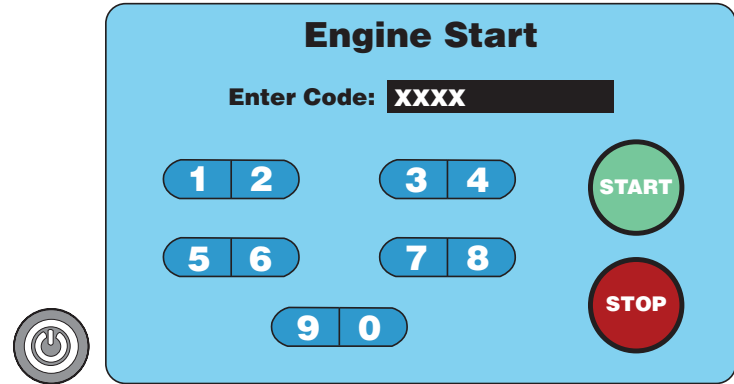 Engine Start
Enter Code: XXXX
1 2 3 4
START
5 6 7 8
STOP
9 0